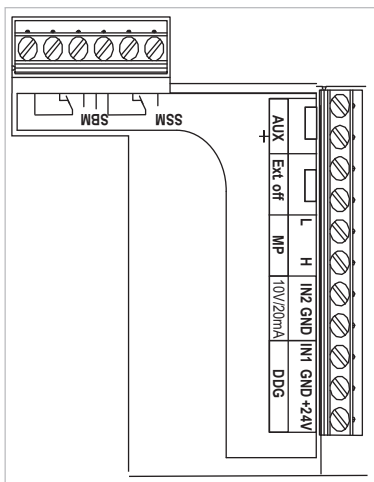 SBM
SSM
AUX
+
Ext off
MP
L
H
10V/20mA
IN2 GND
DDG
IN1 GND +24V